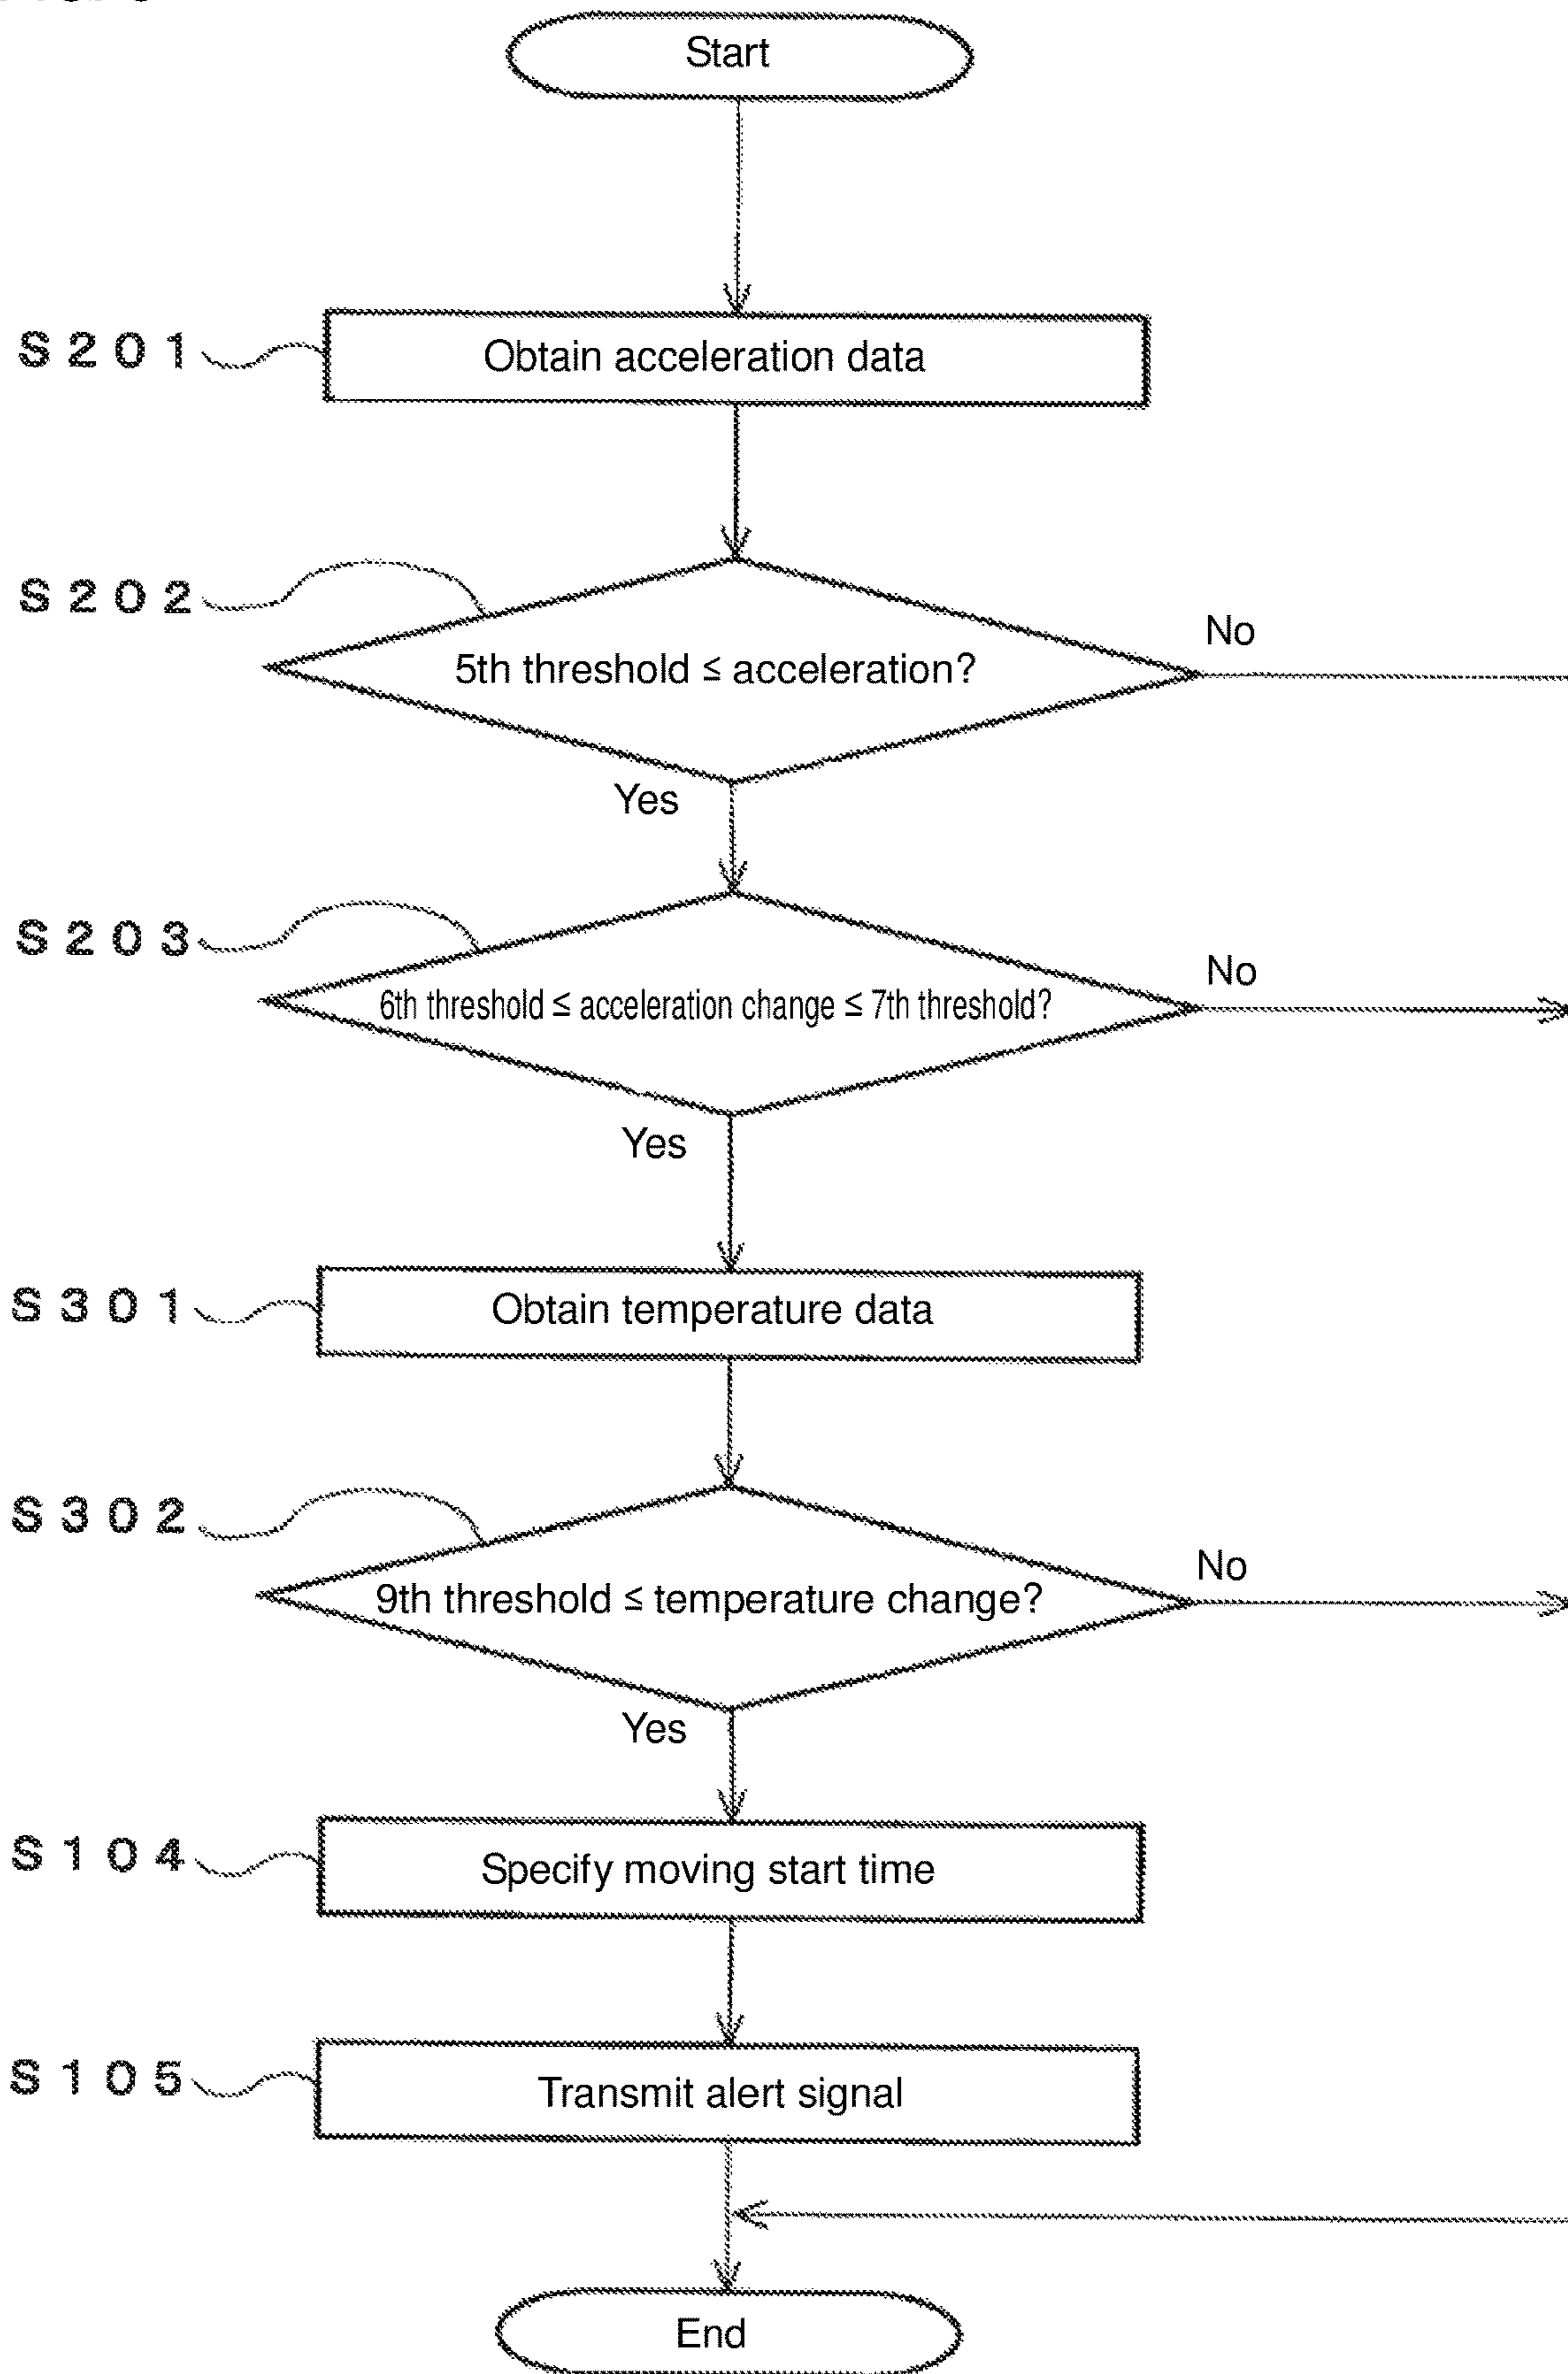 Start
S201
Obtain acceleration data
S202
5th threshold ≤ acceleration?
No
Yes
S203
6th threshold ≤ acceleration change ≤ 7th threshold?
No
Yes
S301
Obtain temperature data
S302
9th threshold ≤ temperature change?
No
Yes
S104
Specify moving start time
S105
Transmit alert signal
End